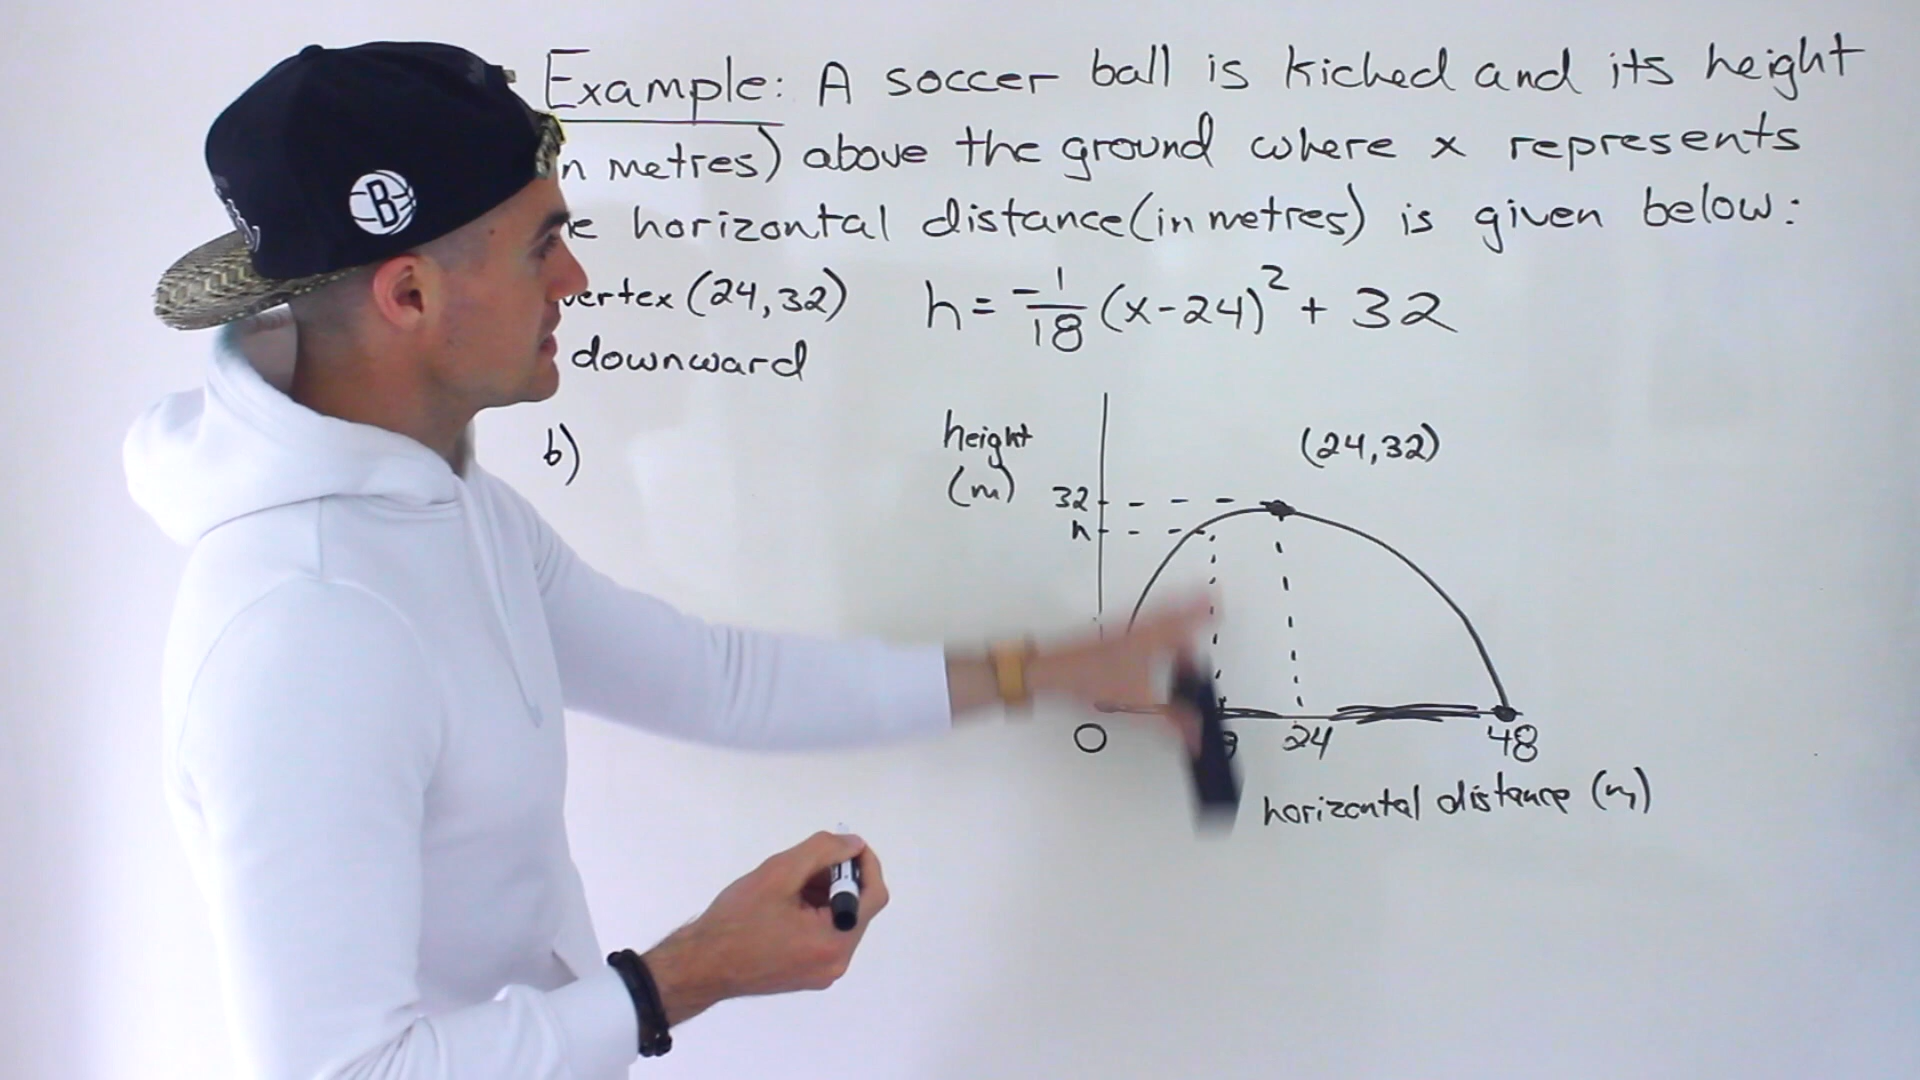 Example: A soccer ball is kicked and its height
n metres) above the ground where x represents
e horizontal distance (in metres) is given below:
vertex (24,32) h = -1/18 (x-24)² + 32
downward
b)
height
(m)
(24,32)
32
h
0 24 48
horizontal distance (m)
B